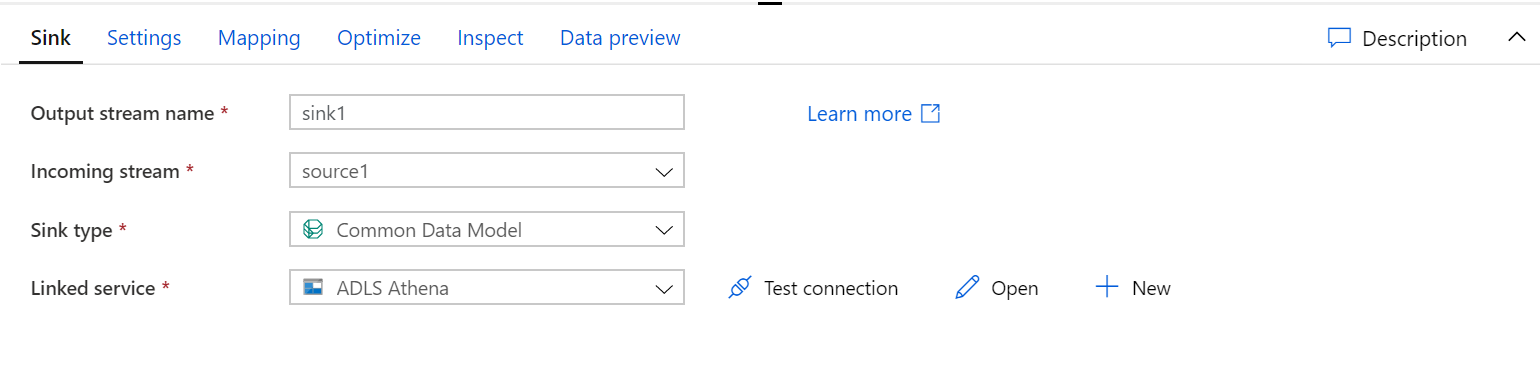 Sink Settings Mapping Optimize Inspect Data preview Description
Output stream name * sink1 Learn more
Incoming stream * source1
Sink type * Common Data Model
Linked service * ADLS Athena Test connection Open New